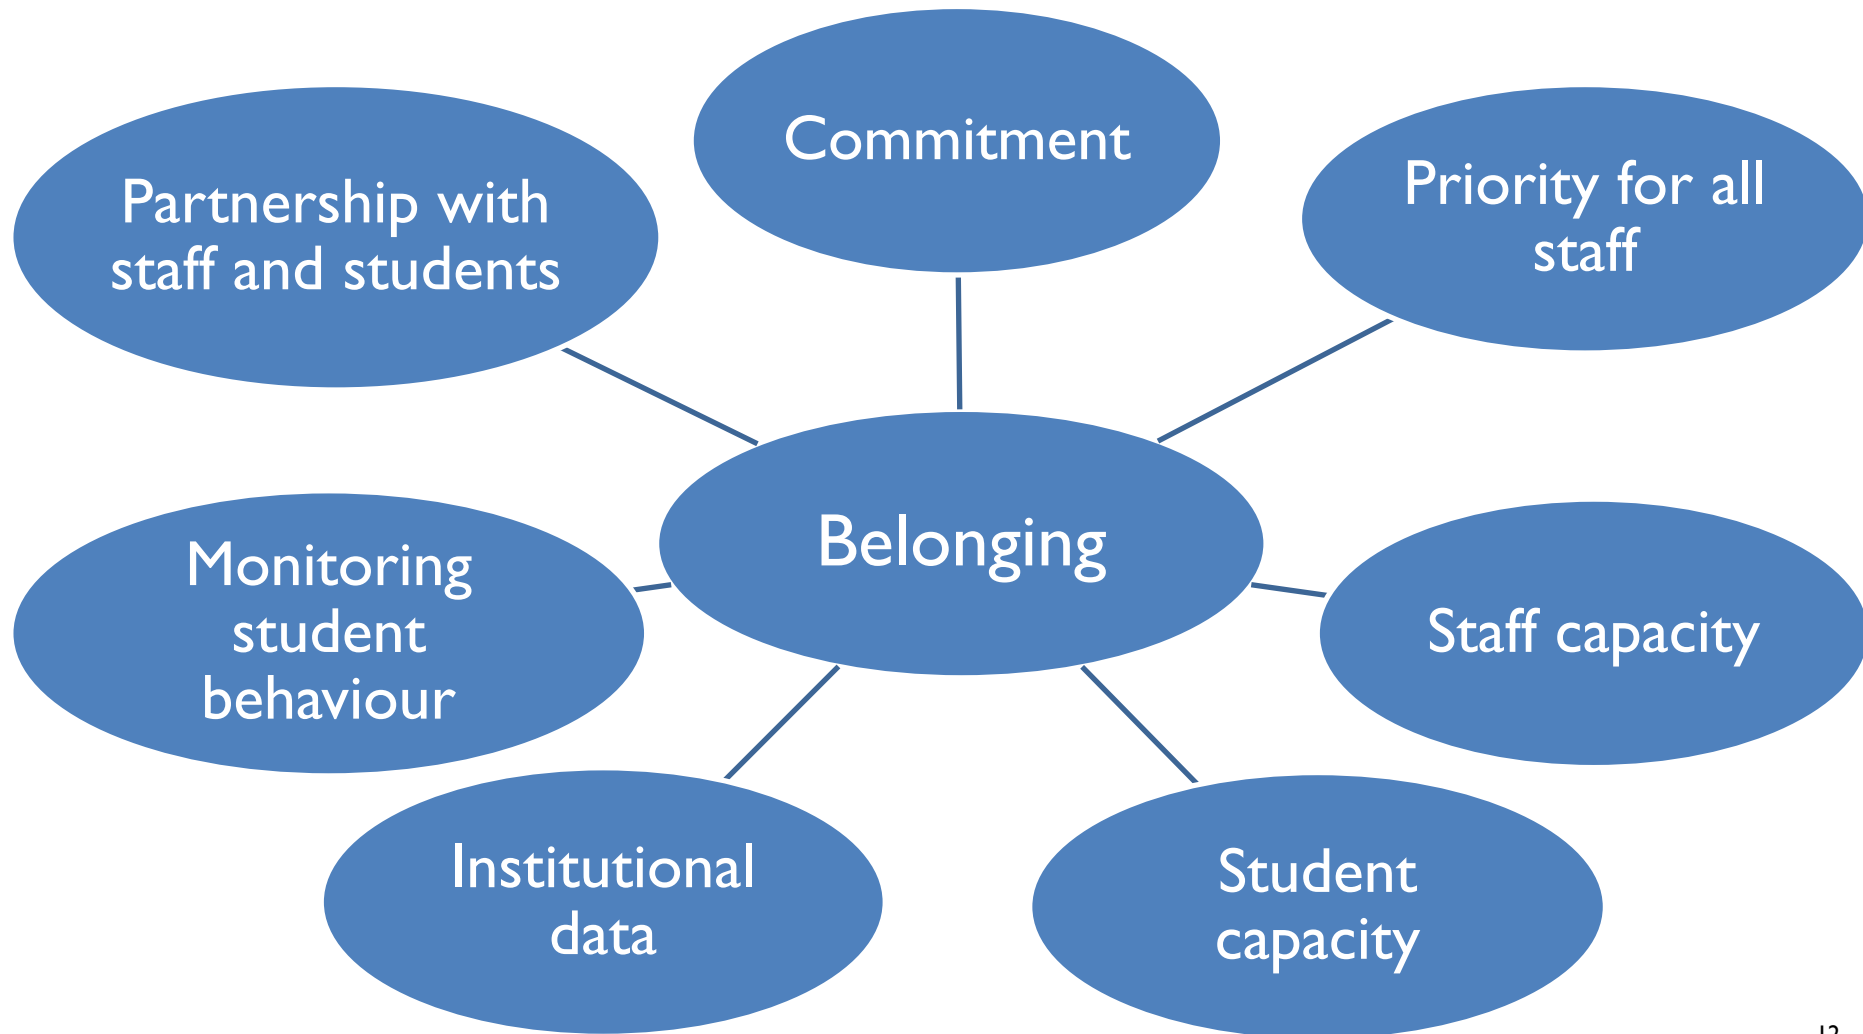 Commitment
Partnership with
staff and students
Priority for all
staff
Belonging
Monitoring
student
behaviour
Staff capacity
Institutional
data
Student
capacity
12